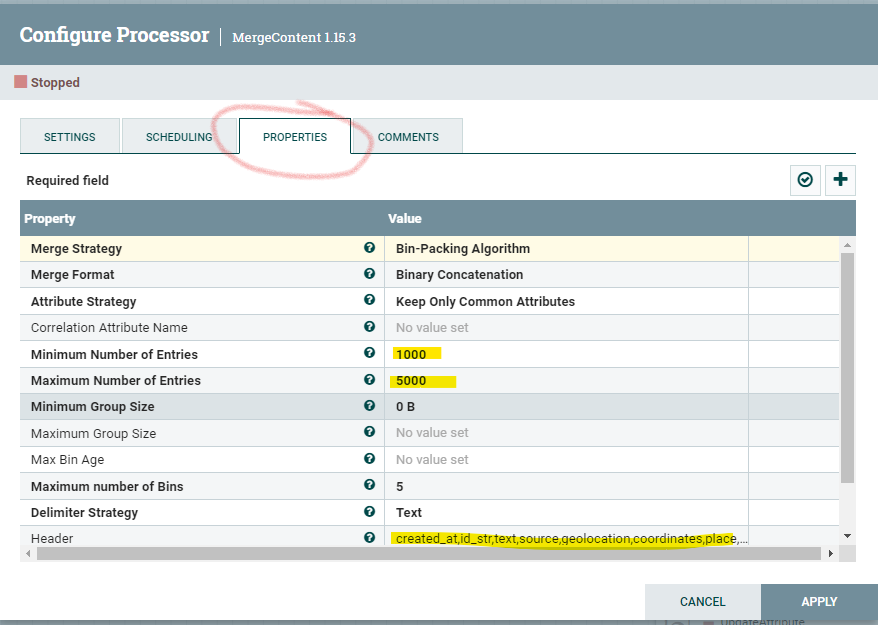 Configure Processor | MergeContent 1.15.3
Stopped
SETTINGS SCHEDULING PROPERTIES COMMENTS
Required field
Property Value
Merge Strategy Bin-Packing Algorithm
Merge Format Binary Concatenation
Attribute Strategy Keep Only Common Attributes
Correlation Attribute Name No value set
Minimum Number of Entries 1000
Maximum Number of Entries 5000
Minimum Group Size 0 B
Maximum Group Size No value set
Max Bin Age No value set
Maximum number of Bins 5
Delimiter Strategy Text
Header created_at,id_str,text,source,geolocation,coordinates,place,...
CANCEL APPLY
UpdateAttribute